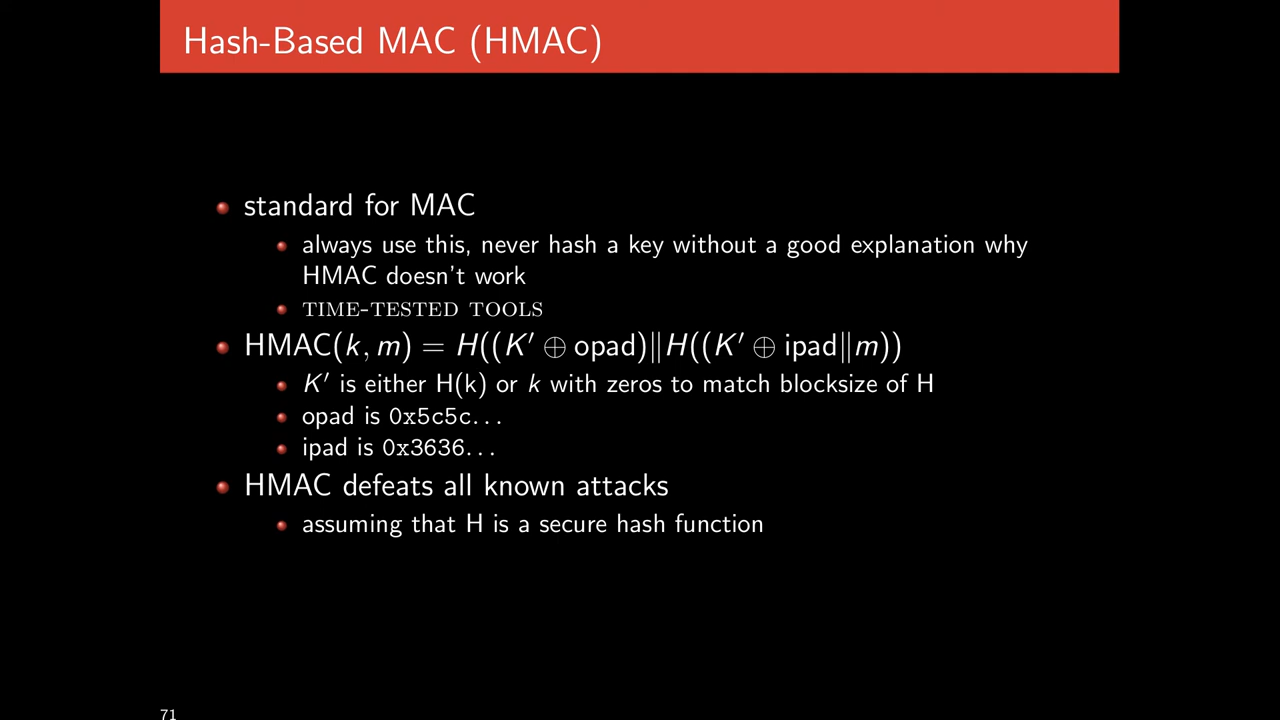 Hash-Based MAC (HMAC)
standard for MAC
always use this, never hash a key without a good explanation why
HMAC doesn't work
TIME-TESTED TOOLS
HMAC(k, m) = H((K′ ⊕ opad)‖H((K′ ⊕ ipad‖m))
K′ is either H(k) or k with zeros to match blocksize of H
opad is 0x5c5c...
ipad is 0x3636...
HMAC defeats all known attacks
assuming that H is a secure hash function
71